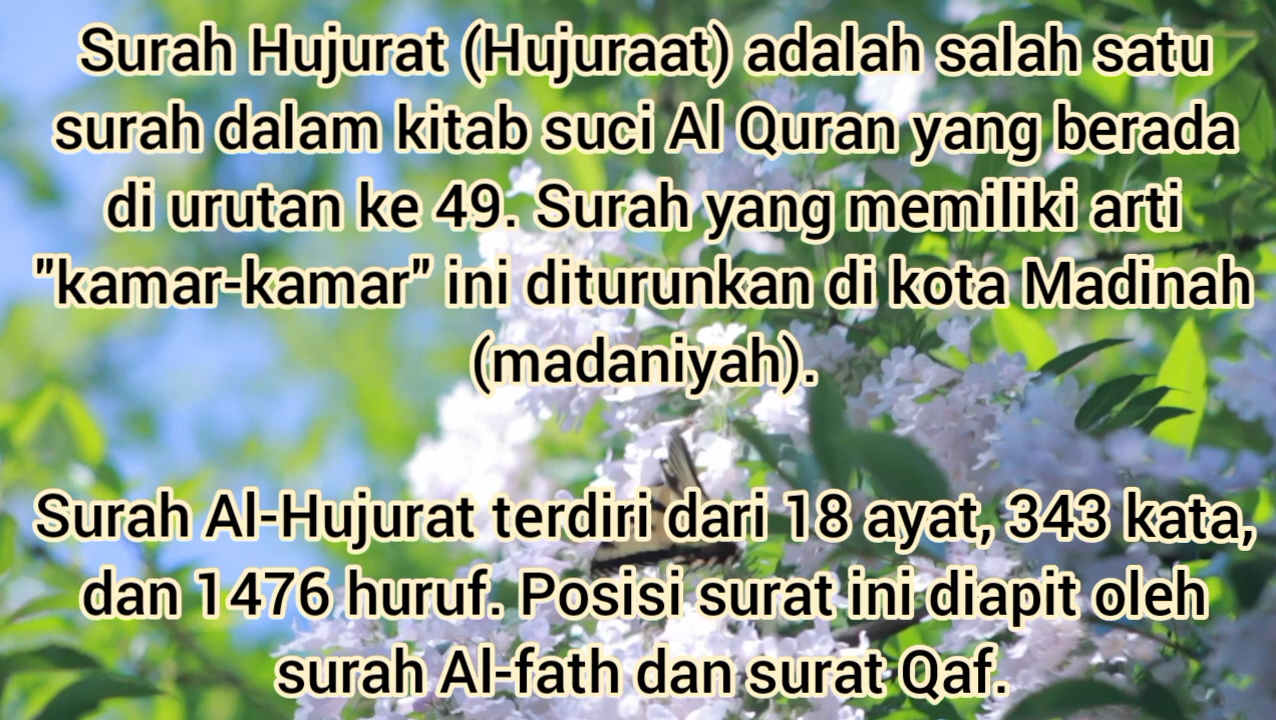 Surah Hujurat (Hujuraat) adalah salah satu
surah dalam kitab suci Al Quran yang berada
di urutan ke 49. Surah yang memiliki arti
"kamar-kamar" ini diturunkan di kota Madinah
(madaniyah).
Surah Al-Hujurat terdiri dari 18 ayat, 343 kata,
dan 1476 huruf. Posisi surat ini diapit oleh
surah Al-fath dan surat Qaf.